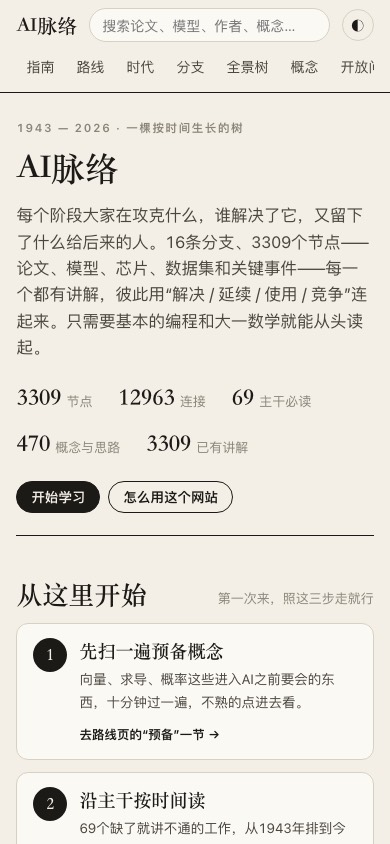 AI脉络
搜索论文、模型、作者、概念…
指南 路线 时代 分支 全景树 概念 开放
1943 — 2026 · 一棵按时间生长的树
AI脉络
每个阶段大家在攻克什么，谁解决了它，又留下
了什么给后来的人。16条分支、3309个节点——
论文、模型、芯片、数据集和关键事件——每一
个都有讲解，彼此用“解决 / 延续 / 使用 / 竞争”连
起来。只需要基本的编程和大一数学就能从头读
起。
3309 节点 12963 连接 69 主干必读
470 概念与思路 3309 已有讲解
开始学习 怎么用这个网站
从这里开始 第一次来，照这三步走就行
1 先扫一遍预备概念
向量、求导、概率这些进入AI之前要会的东
西，十分钟过一遍，不熟的点进去看。
去路线页的“预备”一节 →
2 沿主干按时间读
69个缺了就讲不通的工作，从1943年排到今